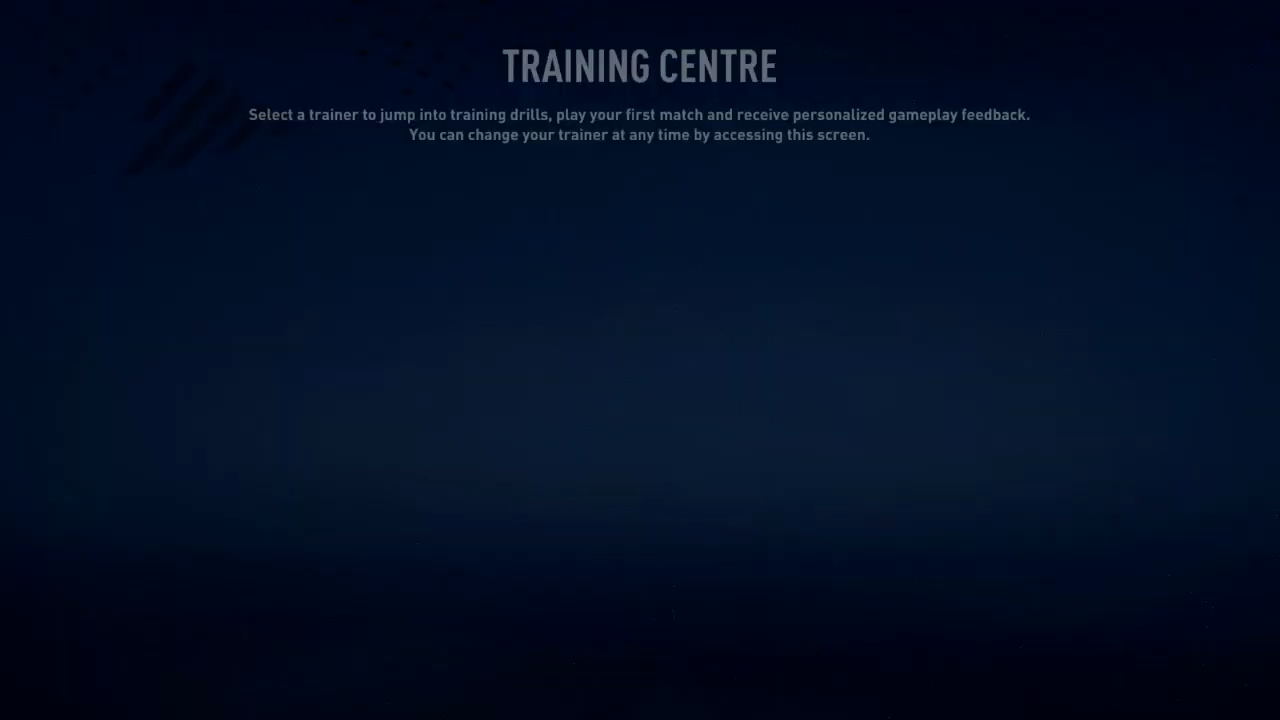 TRAINING CENTRE
Select a trainer to jump into training drills, play your first match and receive personalized gameplay feedback.
You can change your trainer at any time by accessing this screen.